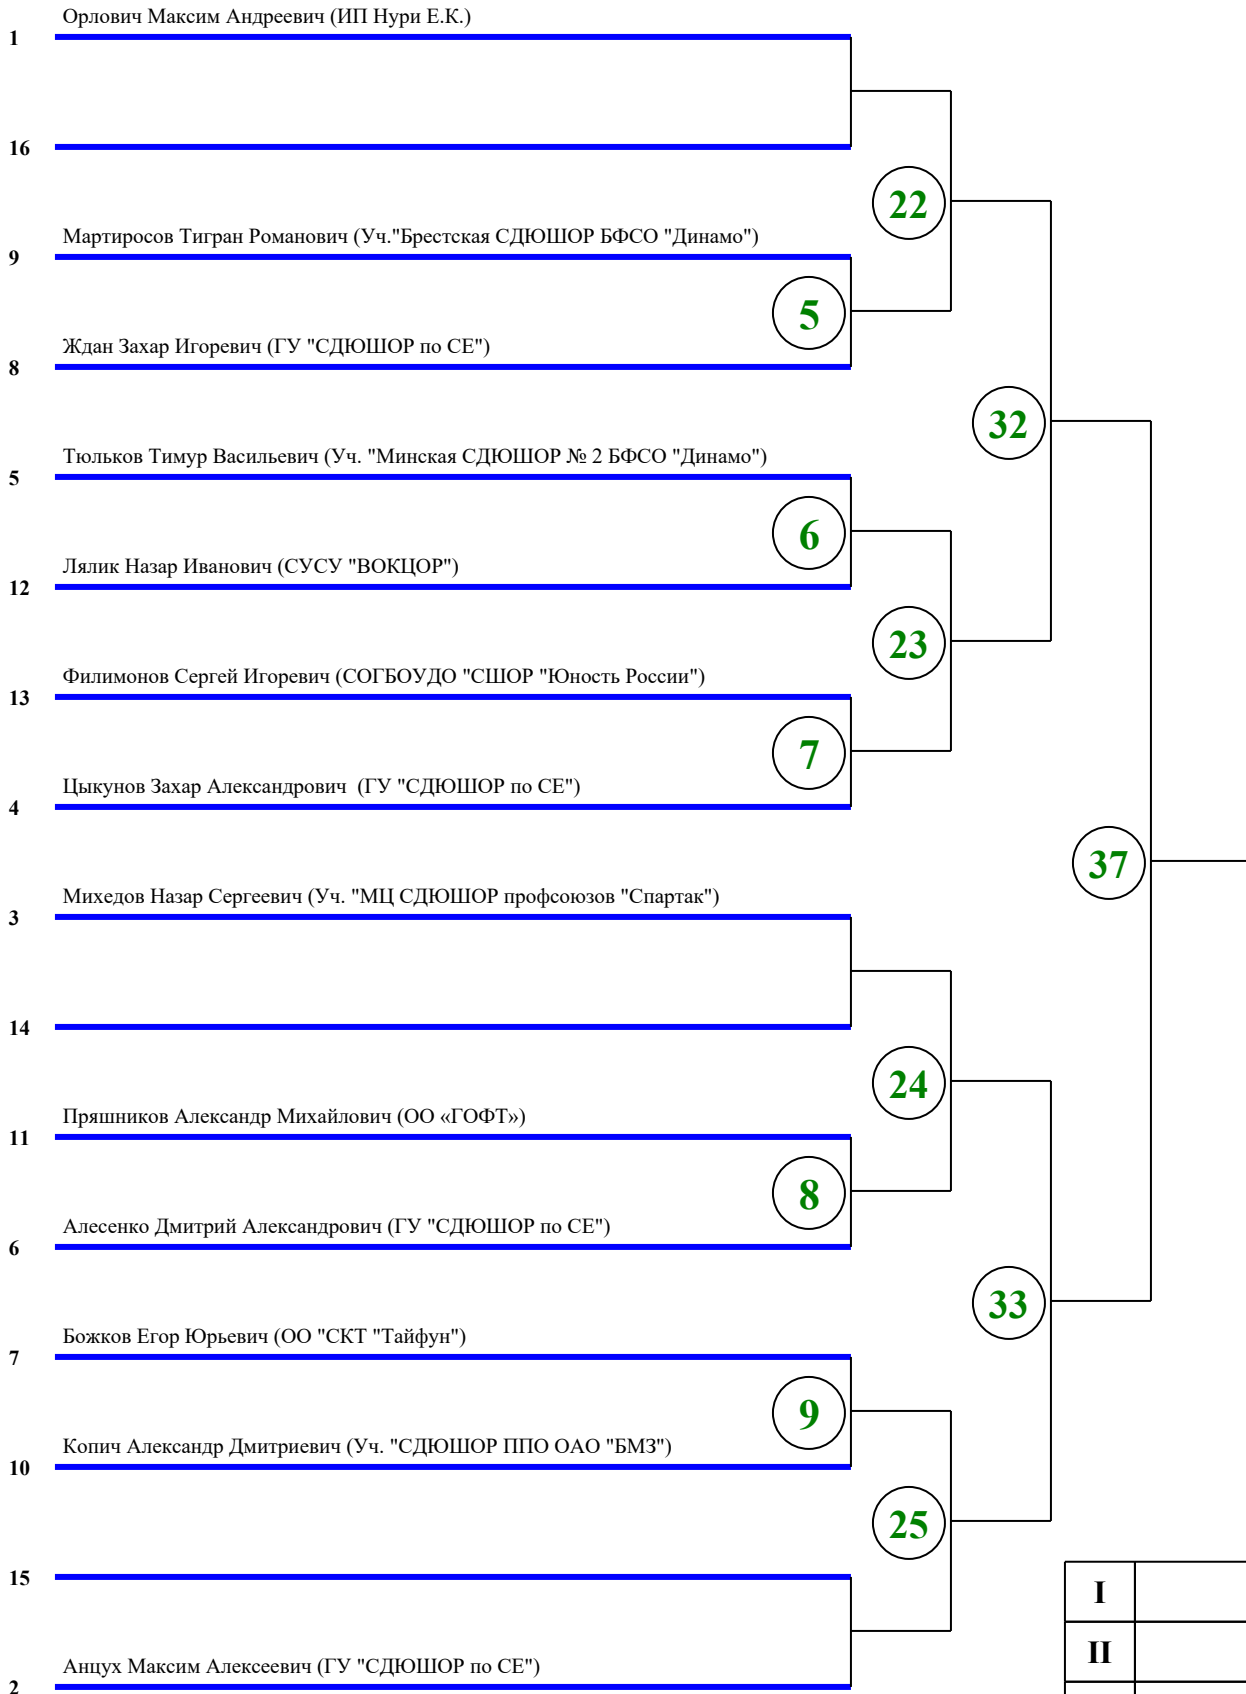 Орлович Максим Андреевич (ИП Нури Е.К.)
1
16
22
Мартиросов Тигран Романович (Уч."Брестская СДЮШОР БФСО "Динамо")
9
5
Ждан Захар Игоревич (ГУ "СДЮШОР по СЕ")
8
32
Тюльков Тимур Васильевич (Уч. "Минская СДЮШОР № 2 БФСО "Динамо")
5
6
Лялик Назар Иванович (СУСУ "ВОКЦОР")
12
23
Филимонов Сергей Игоревич (СОГБОУДО "СШОР "Юность России")
13
7
Цыкунов Захар Александрович  (ГУ "СДЮШОР по СЕ")
4
37
Михедов Назар Сергеевич (Уч. "МЦ СДЮШОР профсоюзов "Спартак")
3
14
24
Пряшников Александр Михайлович (ОО «ГОФТ»)
11
8
Алесенко Дмитрий Александрович (ГУ "СДЮШОР по СЕ")
6
33
Божков Егор Юрьевич (ОО "СКТ "Тайфун")
7
9
Копич Александр Дмитриевич (Уч. "СДЮШОР ППО ОАО "БМЗ")
10
25
15
I
II
Анцух Максим Алексеевич (ГУ "СДЮШОР по СЕ")
2